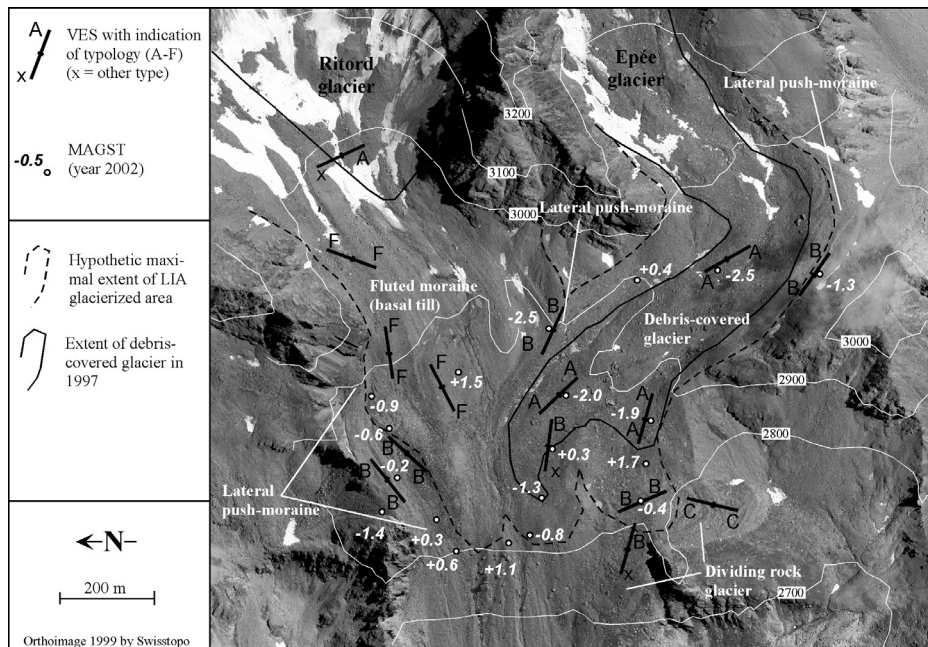 A
x
VES with indication
of typology (A-F)
(x = other type)
-0.5
MAGST
(year 2002)
Hypothetic maxi-
mal extent of LIA
glacierized area
Extent of debris-
covered glacier in
1997
N
200 m
Orthoimage 1999 by Swisstopo
Ritord
glacier
Epée
glacier
Lateral push-moraine
3200
A
x
3100
3000
Lateral push-moraine
F
F
Fluted moraine
(basal till)
+0.4
A
A
-2.5
B
B
-1.3
B
-2.5
B
Debris-covered
glacier
3000
F
F
+1.5
F
F
2900
-0.9
A
A
-2.0
A
-1.9
A
-0.6
B
B
B
-0.2
B
B
x
+0.3
+1.7
2800
Lateral
push-moraine
-1.4
+0.3
-1.3
B
B
-0.4
C
C
+0.6
+1.1
-0.8
B
x
Dividing rock
glacier
2700